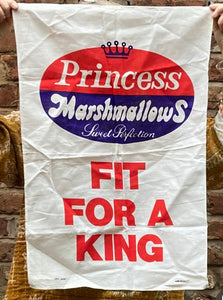 Princess
Marshmallows
Sweet Perfection
FIT
FOR A
KING